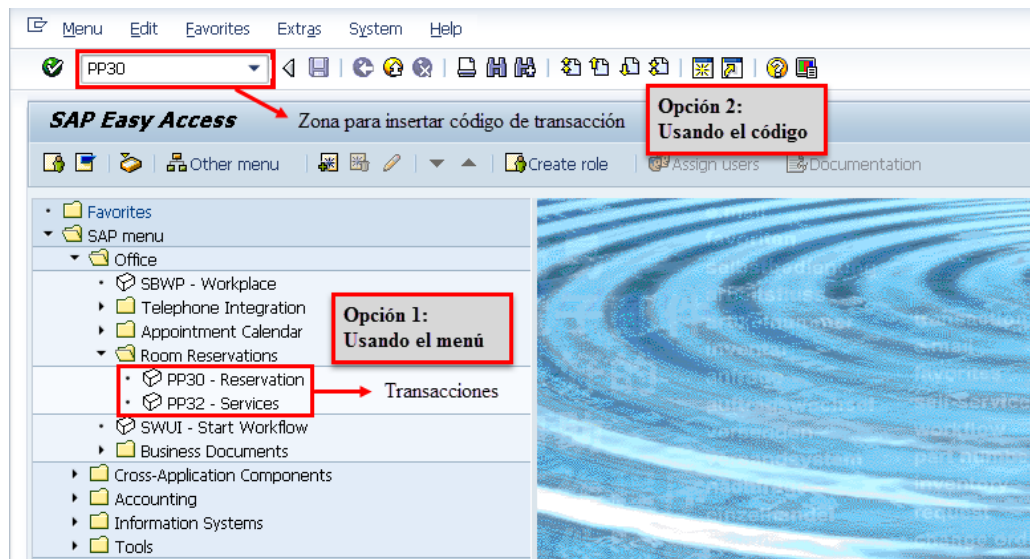 Menu Edit Favorites Extras System Help
PP30
SAP Easy Access
Zona para insertar código de transacción
Opción 2:
Usando el código
Other menu Create role Assign users Documentation
Favorites
SAP menu
Office
SBWP - Workplace
Telephone Integration
Appointment Calendar
Room Reservations
PP30 - Reservation
PP32 - Services
SWUI - Start Workflow
Business Documents
Cross-Application Components
Accounting
Information Systems
Tools
Opción 1:
Usando el menú
Transacciones